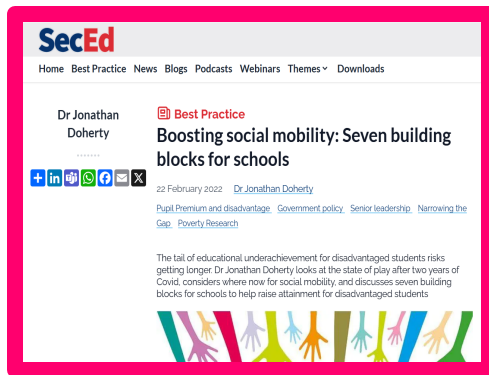 SecEd
Home Best Practice News Blogs Podcasts Webinars Themes Downloads
Dr Jonathan
Doherty
Best Practice
Boosting social mobility: Seven building
blocks for schools
22 February 2022 Dr Jonathan Doherty
Pupil Premium and disadvantage Government policy Senior leadership Narrowing the
Gap Poverty Research
The tail of educational underachievement for disadvantaged students risks
getting longer. Dr Jonathan Doherty looks at the state of play after two years of
Covid, considers where now for social mobility, and discusses seven building
blocks for schools to help raise attainment for disadvantaged students